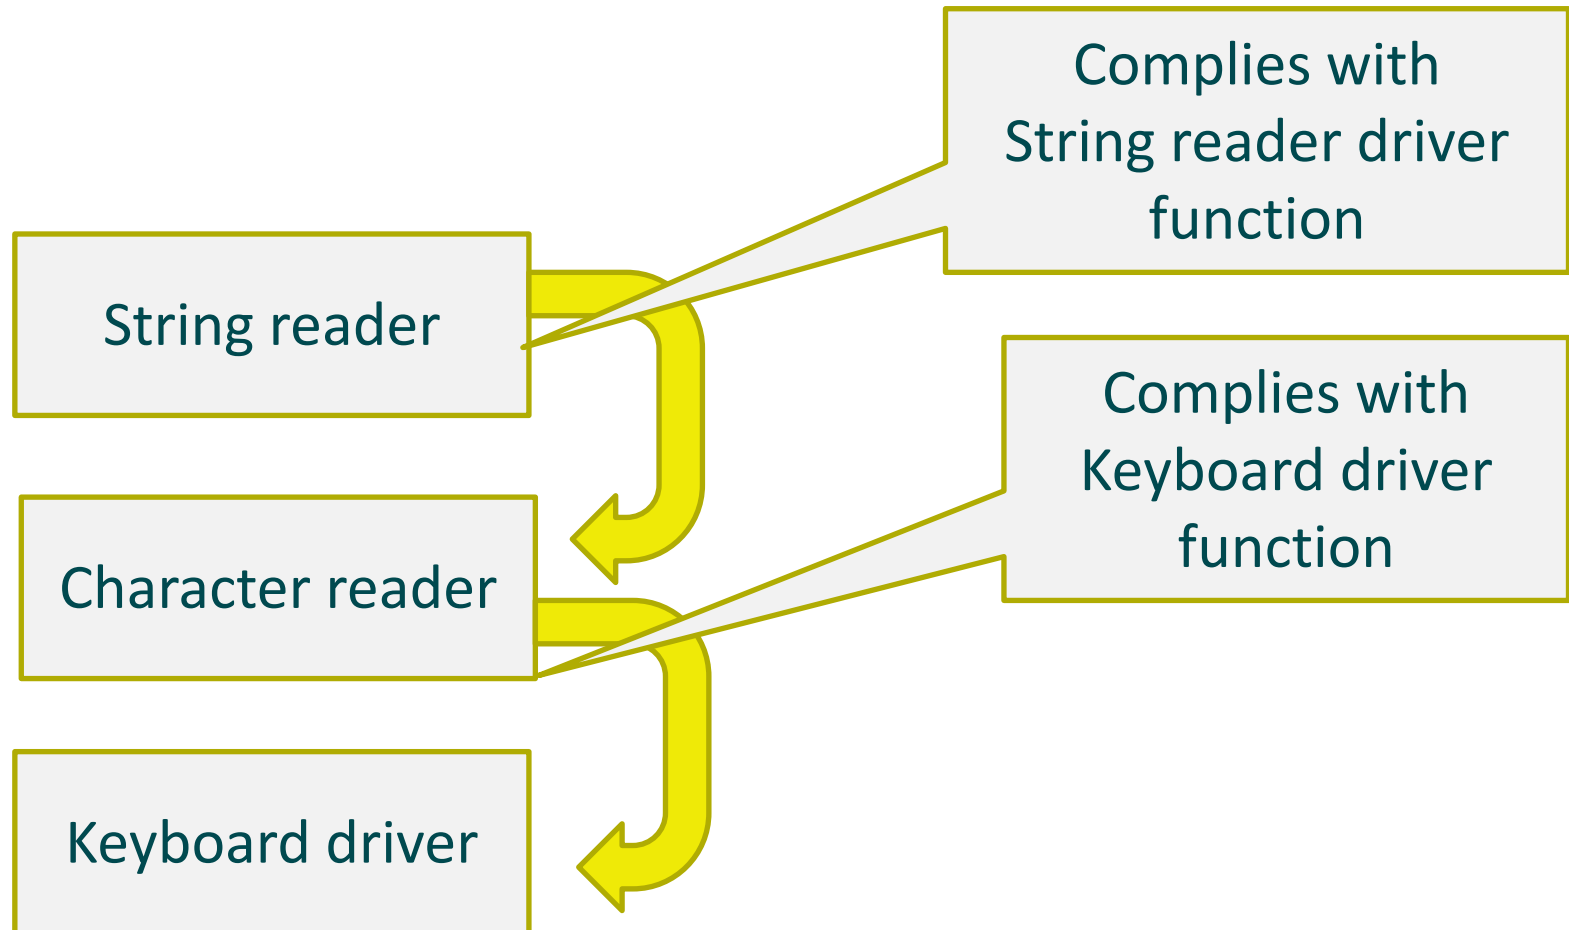 Complies with
String reader driver
function
String reader
Complies with
Keyboard driver
function
Character reader
Keyboard driver